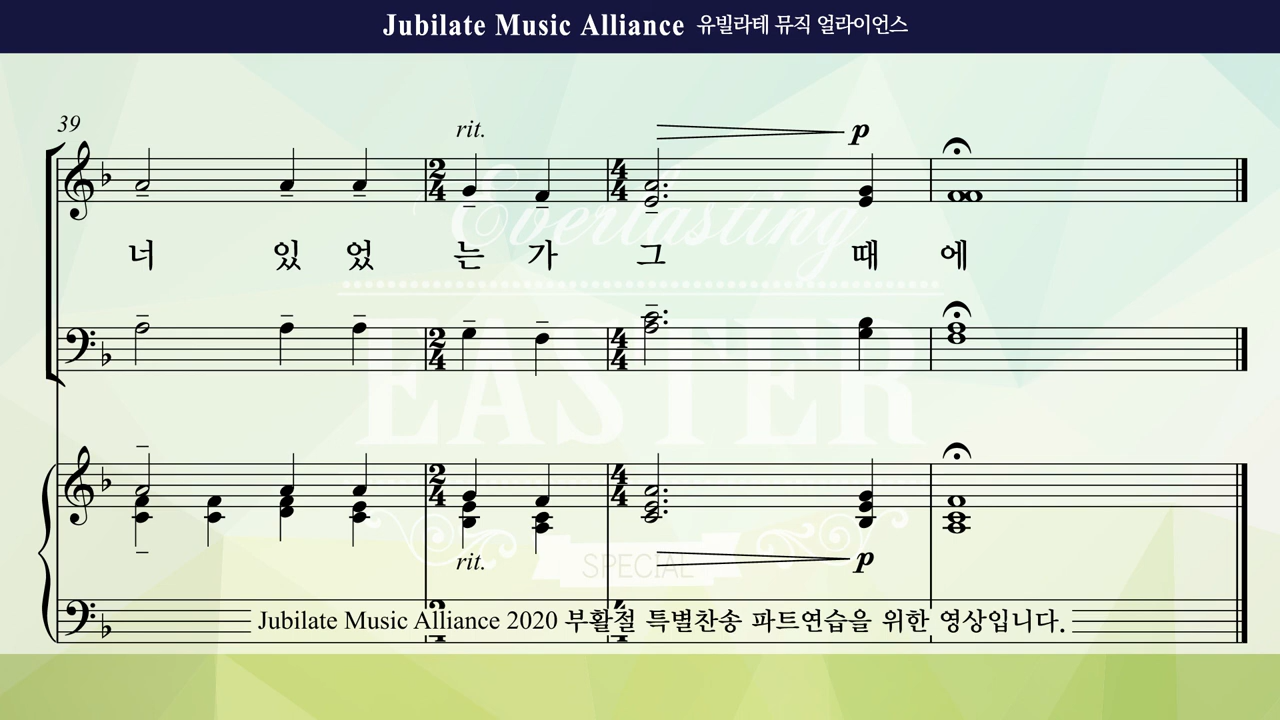 Jubilate Music Alliance 유빌라테 뮤직 얼라이언스
39
rit.
p
너 있 었 는 가 그 때 에
Everlasting
EASTER
rit.
p
SPECIAL
Jubilate Music Alliance 2020 부활절 특별찬송 파트연습을 위한 영상입니다.